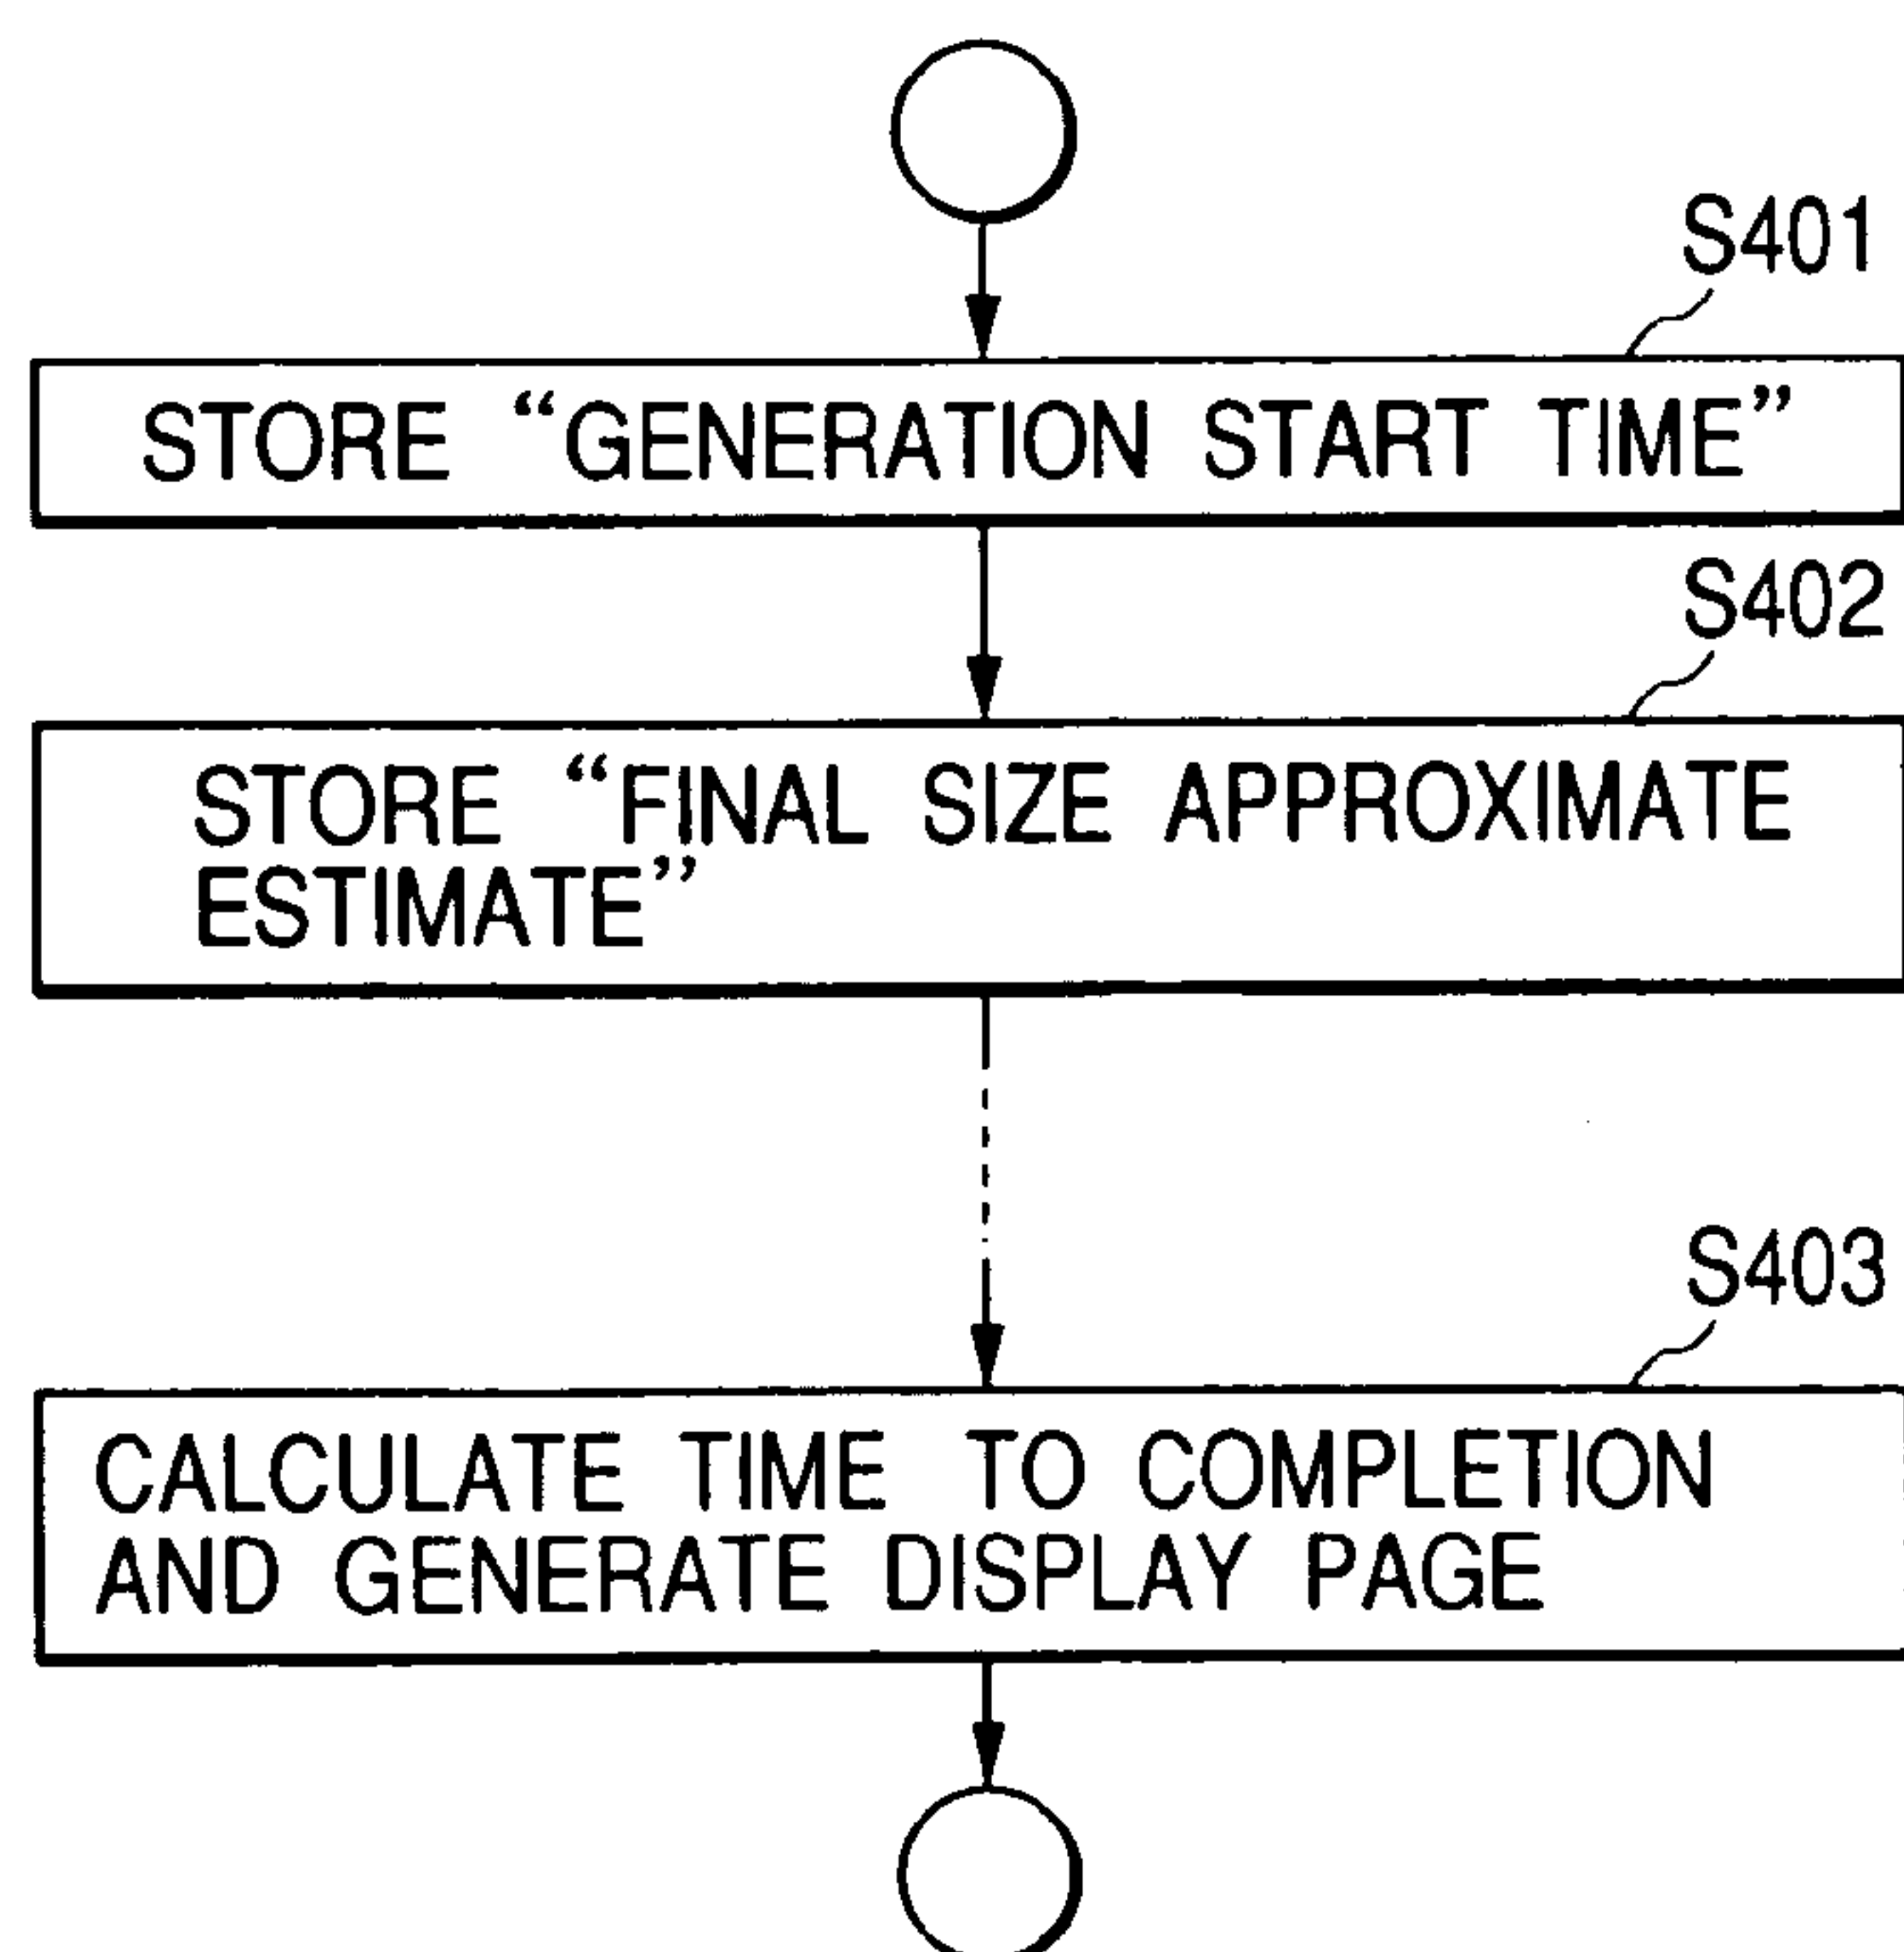 S401
STORE “GENERATION START TIME”
S402
STORE “FINAL SIZE APPROXIMATE
ESTIMATE”
S403
CALCULATE TIME TO COMPLETION
AND GENERATE DISPLAY PAGE